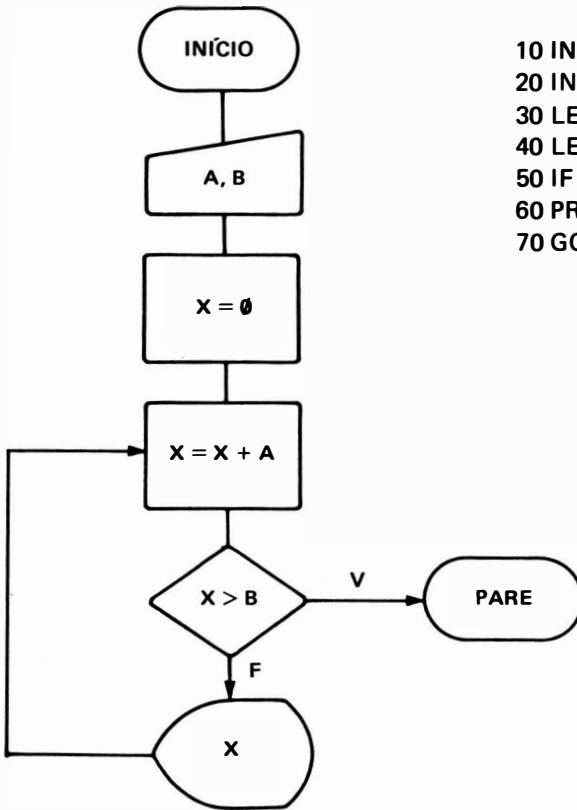 INÍCIO
A, B
X = 0
X = X + A
X > B
V
PARE
F
X
10 IN
20 IN
30 LE
40 LE
50 IF
60 PR
70 GO